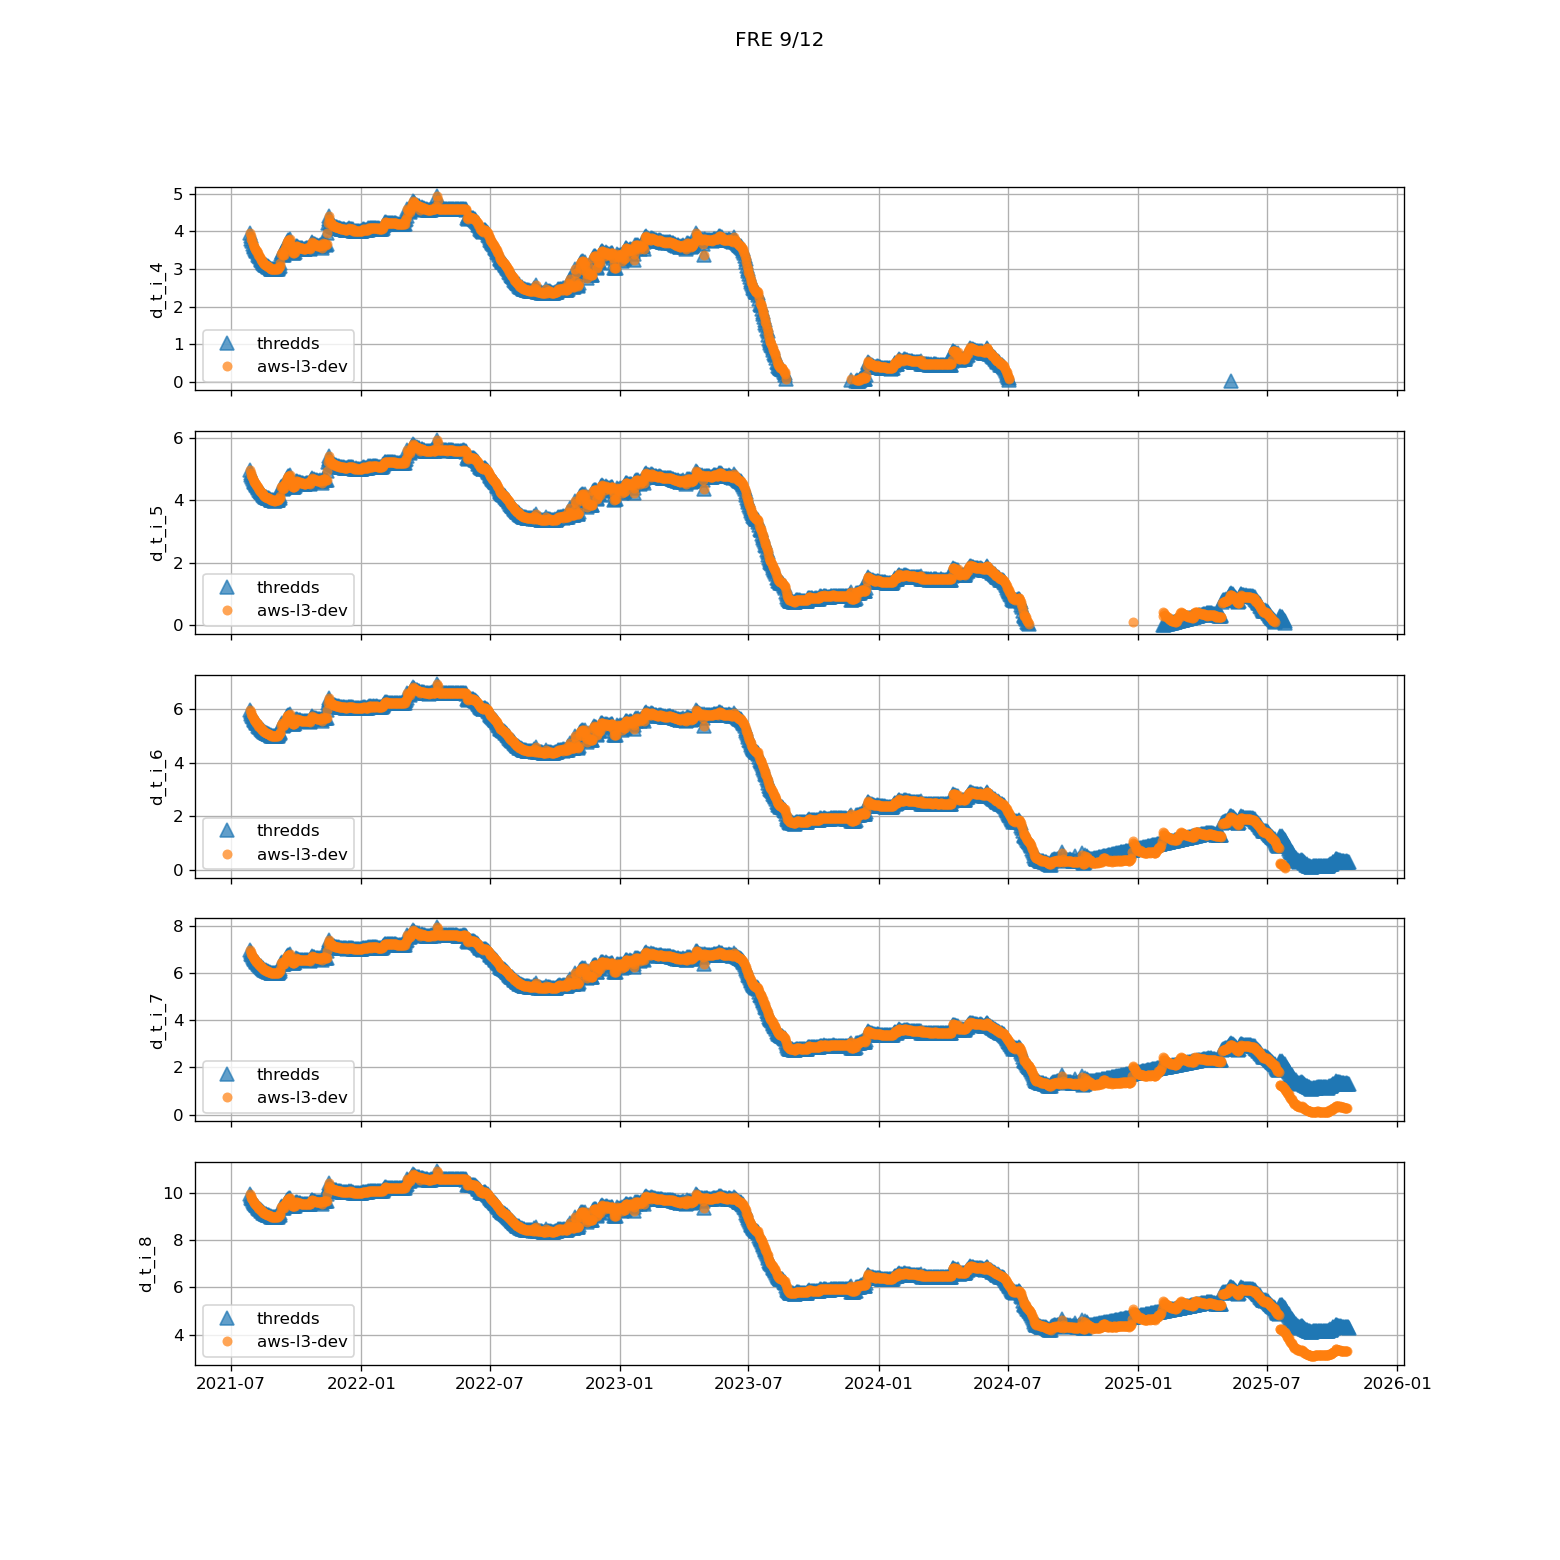 FRE 9/12
5
4
3
2
1
0
d_t_i_4
thredds
aws-l3-dev
6
4
2
0
d_t_i_5
thredds
aws-l3-dev
6
4
2
0
d_t_i_6
thredds
aws-l3-dev
8
6
4
2
0
d_t_i_7
thredds
aws-l3-dev
10
8
6
4
d_t_i_8
thredds
aws-l3-dev
2021-07 2022-01 2022-07 2023-01 2023-07 2024-01 2024-07 2025-01 2025-07 2026-01